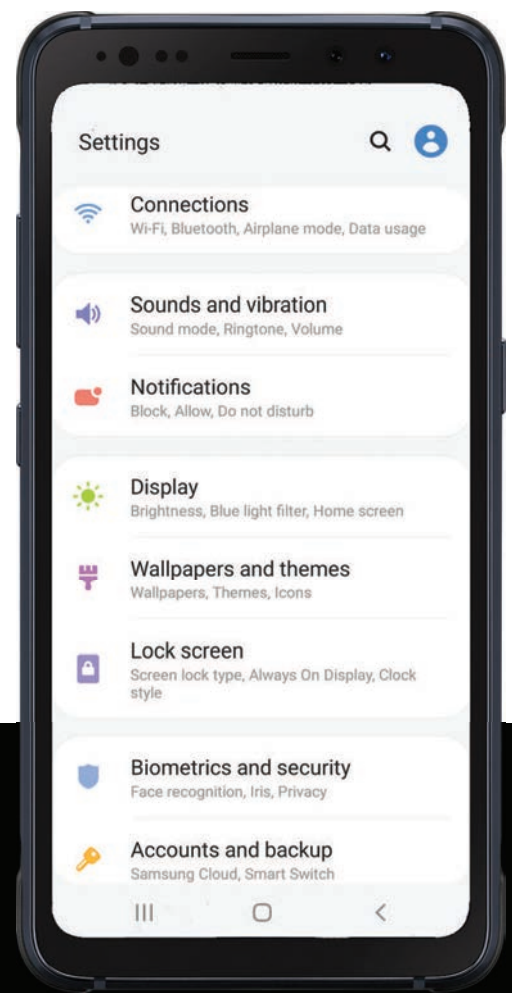 Settings
Connections
Wi-Fi, Bluetooth, Airplane mode, Data usage
Sounds and vibration
Sound mode, Ringtone, Volume
Notifications
Block, Allow, Do not disturb
Display
Brightness, Blue light filter, Home screen
Wallpapers and themes
Wallpapers, Themes, Icons
Lock screen
Screen lock type, Always On Display, Clock
style
Biometrics and security
Face recognition, Iris, Privacy
Accounts and backup
Samsung Cloud, Smart Switch